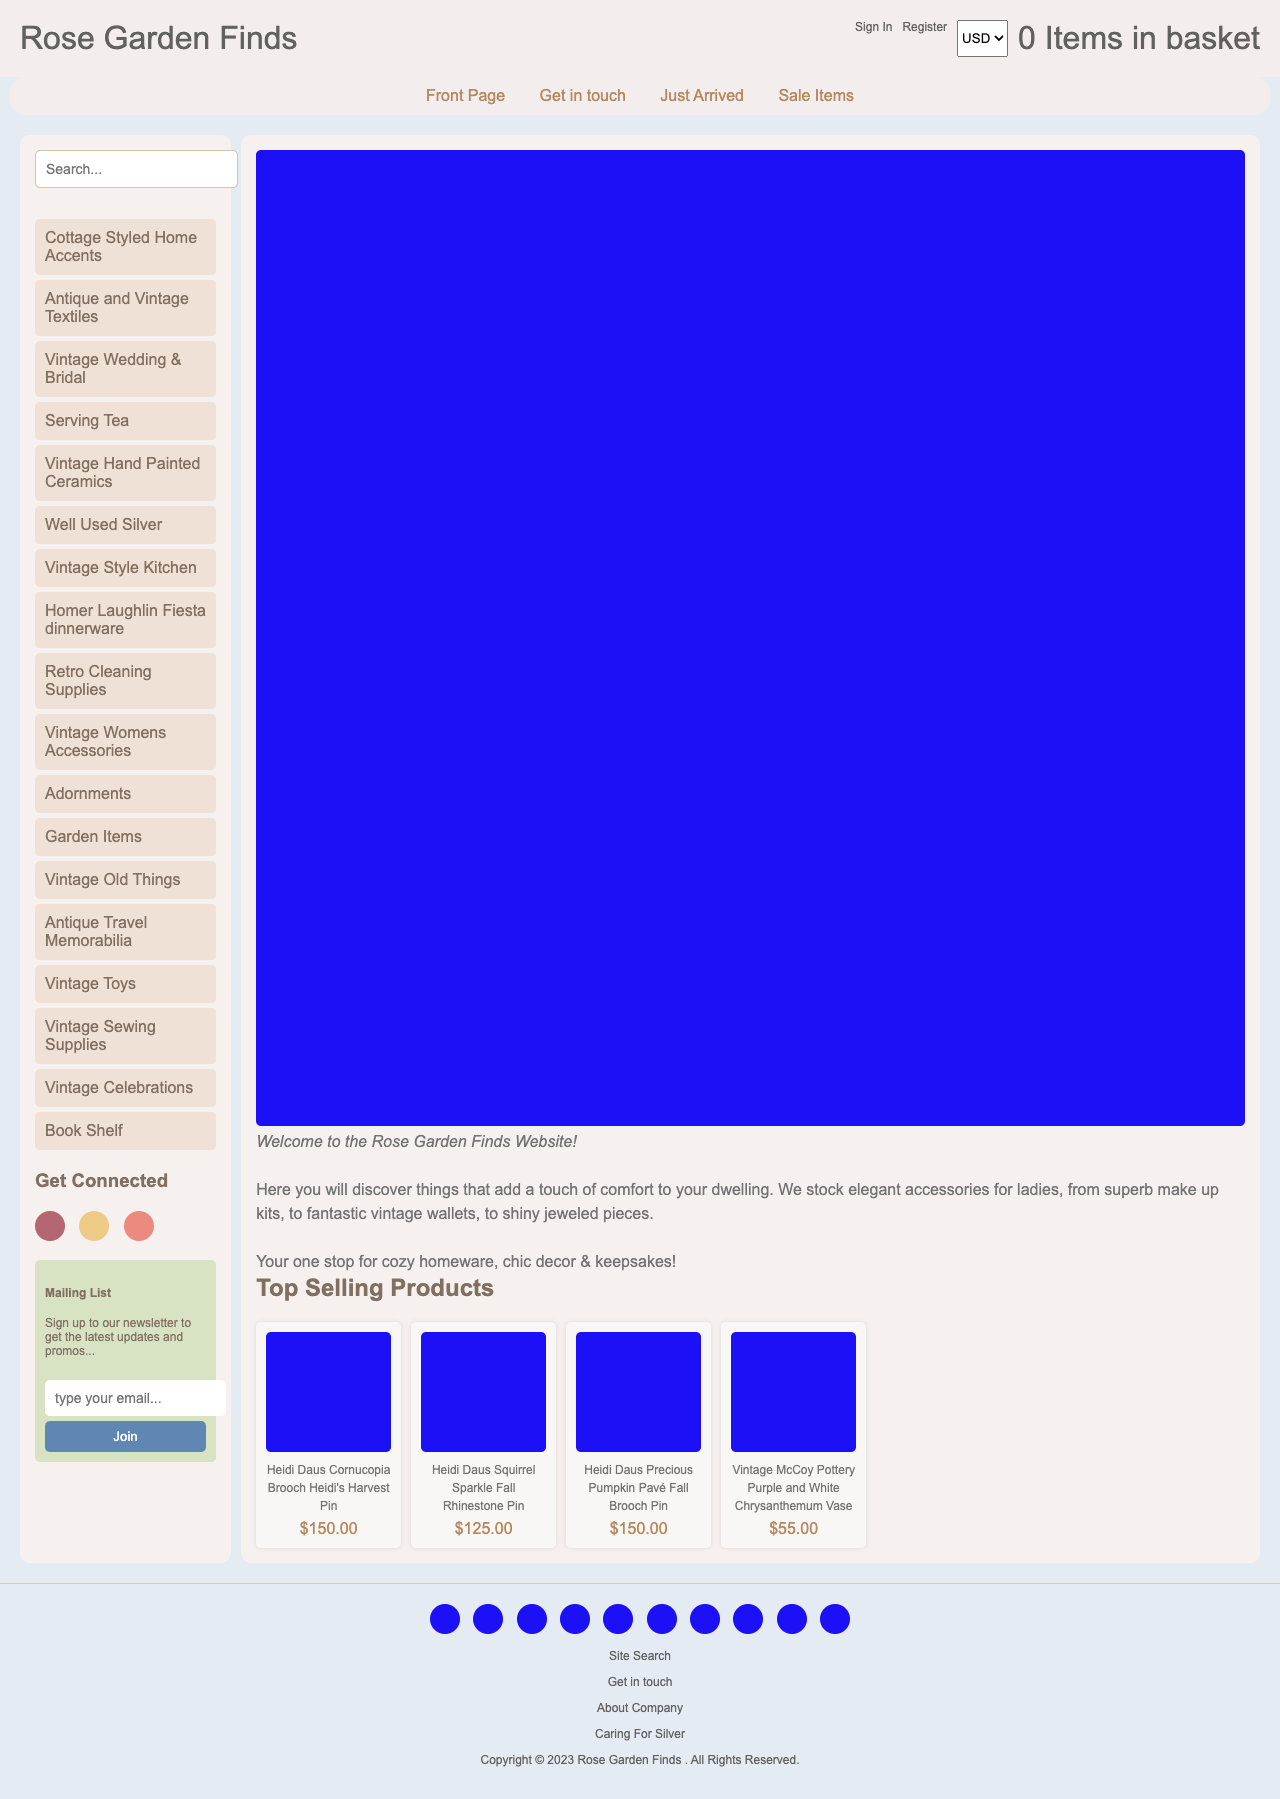 Rose Garden Finds
Sign In
Register
USD
0 Items in basket
Front Page
Get in touch
Just Arrived
Sale Items
Search...
Cottage Styled Home
Accents
Antique and Vintage
Textiles
Vintage Wedding &
Bridal
Serving Tea
Vintage Hand Painted
Ceramics
Well Used Silver
Vintage Style Kitchen
Homer Laughlin Fiesta
dinnerware
Retro Cleaning
Supplies
Vintage Womens
Accessories
Adornments
Garden Items
Vintage Old Things
Antique Travel
Memorabilia
Vintage Toys
Vintage Sewing
Supplies
Vintage Celebrations
Book Shelf
Get Connected
Mailing List
Sign up to our newsletter to
get the latest updates and
promos...
type your email...
Join
Welcome to the Rose Garden Finds Website!
Here you will discover things that add a touch of comfort to your dwelling. We stock elegant accessories for ladies, from superb make up
kits, to fantastic vintage wallets, to shiny jeweled pieces.
Your one stop for cozy homeware, chic decor & keepsakes!
Top Selling Products
Heidi Daus Cornucopia
Brooch Heidi's Harvest
Pin
$150.00
Heidi Daus Squirrel
Sparkle Fall
Rhinestone Pin
$125.00
Heidi Daus Precious
Pumpkin Pavé Fall
Brooch Pin
$150.00
Vintage McCoy Pottery
Purple and White
Chrysanthemum Vase
$55.00
Site Search
Get in touch
About Company
Caring For Silver
Copyright © 2023 Rose Garden Finds . All Rights Reserved.